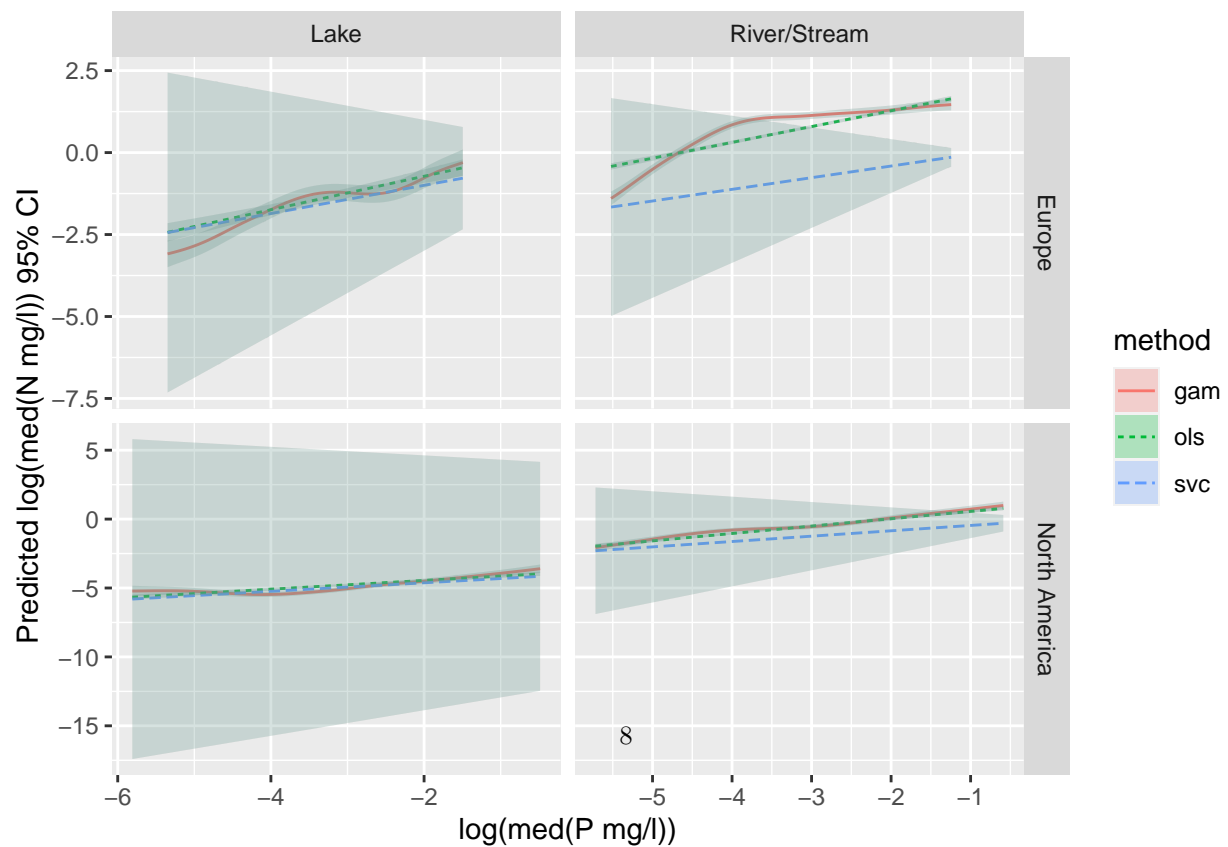 Lake
River/Stream
2.5
0.0
−2.5
−5.0
−7.5
Europe
5
0
−5
−10
−15
North America
8
−6
−4
−2
−5
−4
−3
−2
−1
log(med(P mg/l))
Predicted log(med(N mg/l)) 95% CI
method
gam
ols
svc